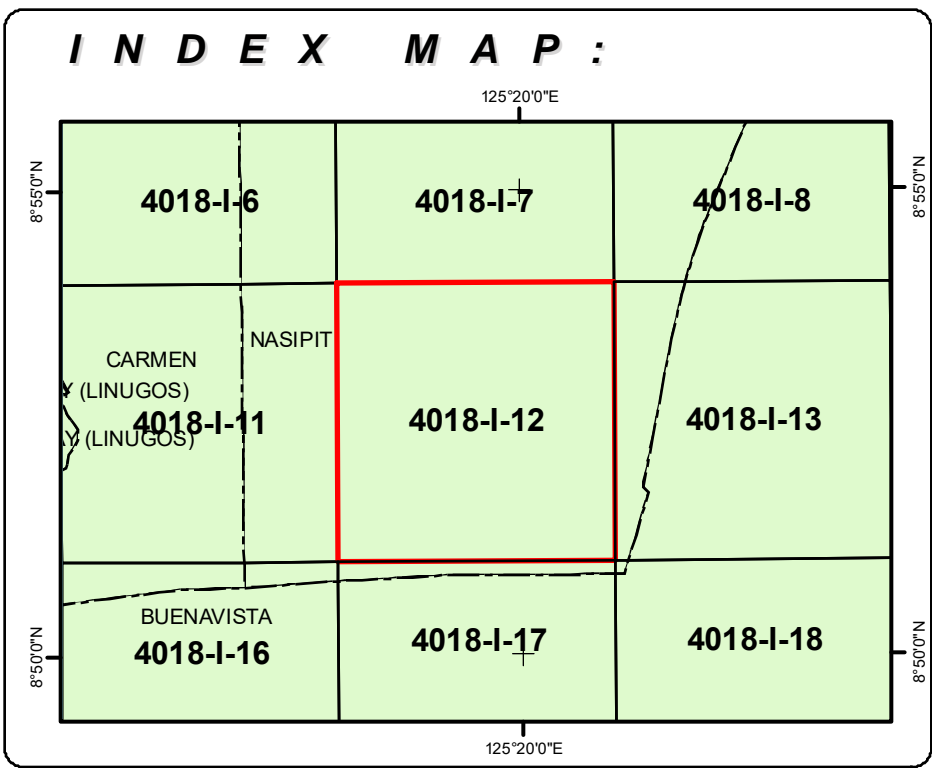 INDEX MAP:
125°20'0"E
8°55'0"N
8°55'0"N
4018-I-6
4018-I-7
4018-I-8
NASIPIT
CARMEN
(LINUGOS)
4018-I-11
4018-I-12
4018-I-13
Y (LINUGOS)
BUENAVISTA
4018-I-16
4018-I-17
4018-I-18
8°50'0"N
8°50'0"N
125°20'0"E